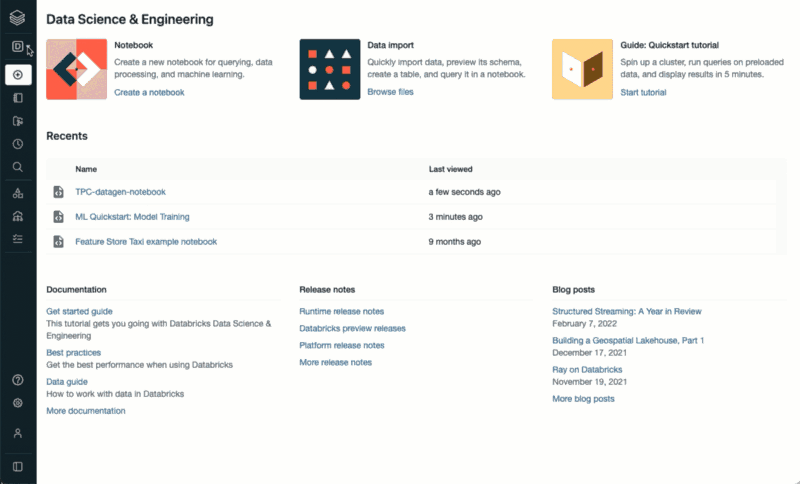 Data Science & Engineering
D
Notebook
Create a new notebook for querying, data
processing, and machine learning.
Create a notebook
Data import
Quickly import data, preview its schema,
create a table, and query it in a notebook.
Browse files
Guide: Quickstart tutorial
Spin up a cluster, run queries on preloaded
data, and display results in 5 minutes.
Start tutorial
Recents
Name Last viewed
TPC-datagen-notebook a few seconds ago
ML Quickstart: Model Training 3 minutes ago
Feature Store Taxi example notebook 9 months ago
Documentation
Get started guide
This tutorial gets you going with Databricks Data Science &
Engineering
Best practices
Get the best performance when using Databricks
Data guide
How to work with data in Databricks
More documentation
Release notes
Runtime release notes
Databricks preview releases
Platform release notes
More release notes
Blog posts
Structured Streaming: A Year in Review
February 7, 2022
Building a Geospatial Lakehouse, Part 1
December 17, 2021
Ray on Databricks
November 19, 2021
More blog posts